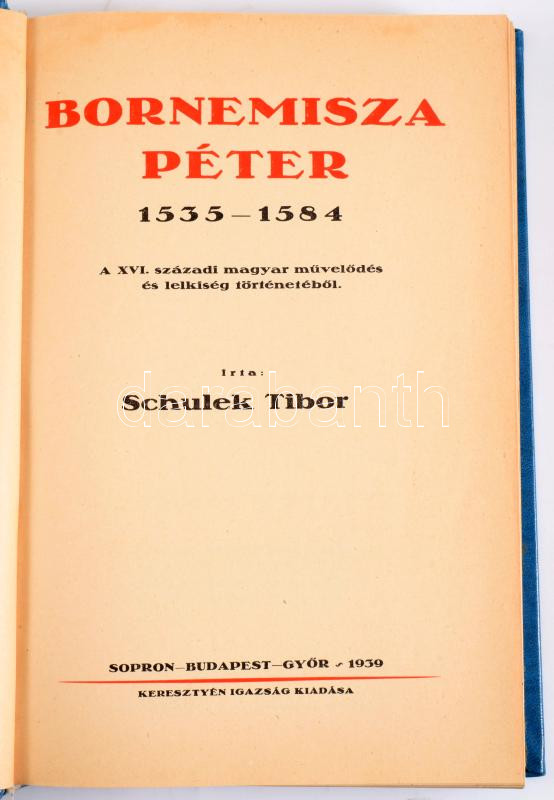 BORNEMISZA
PÉTER
1535—1584
A XVI. századi magyar művelődés
és lelkiség történetéből.
Irta:
Schulek Tibor
darabanth
SOPRON—BUDAPEST—GYŐR ~ 1939
KERESZTYÉN IGAZSÁG KIADÁSA